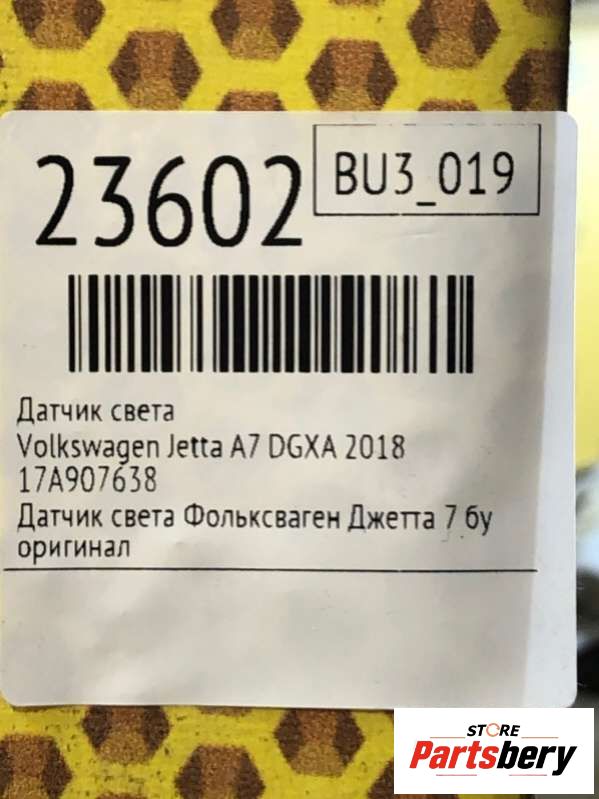 23602
BU3_019
Датчик света
Volkswagen Jetta A7 DGXA 2018
17A907638
Датчик света Фольксваген Джетта 7 бу
оригинал
STORE
Partsbery